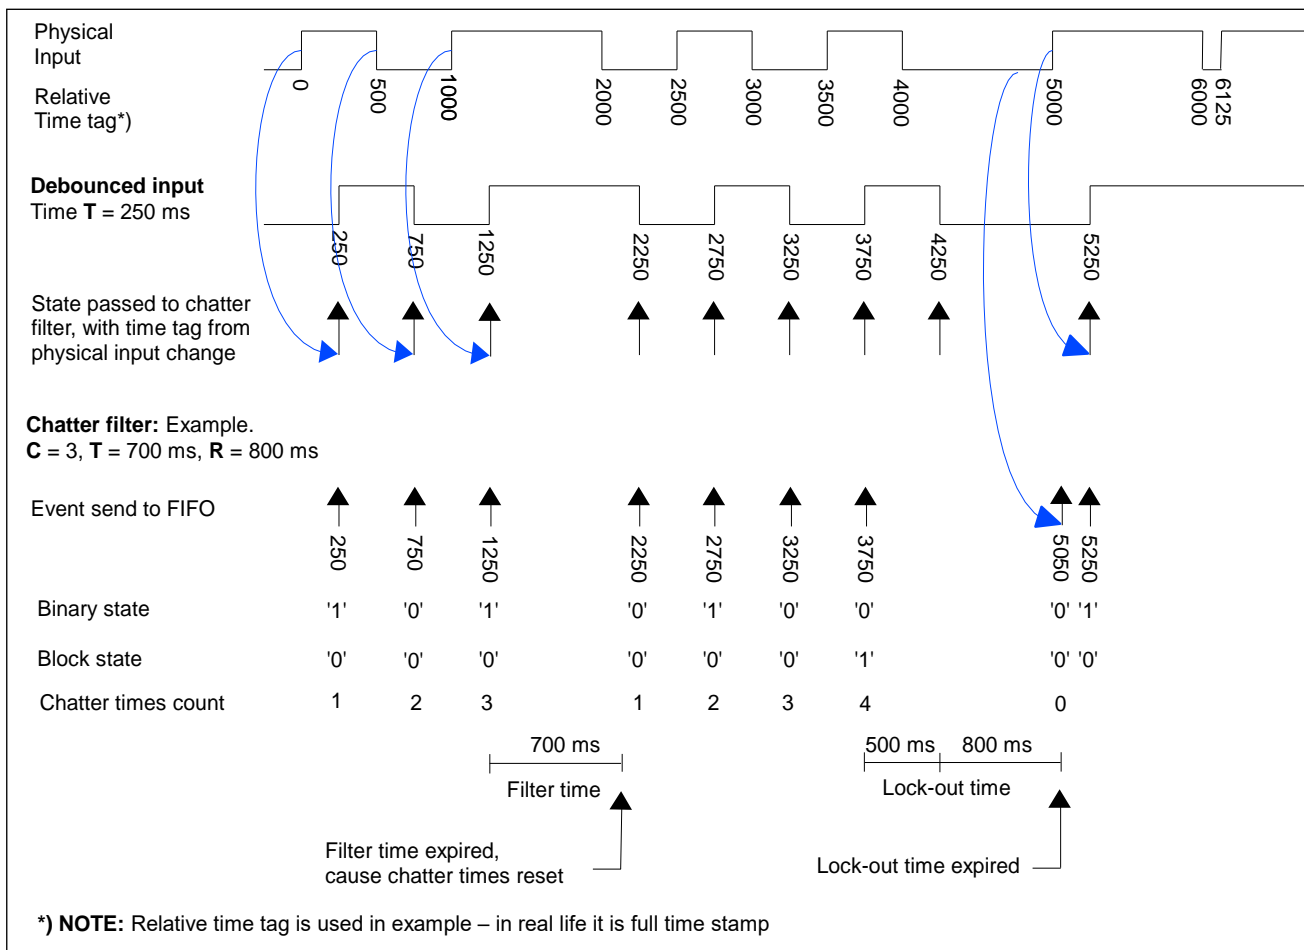 Physical
Input
Relative
Time tag*)
0
500
1000
2000
2500
3000
3500
4000
5000
6000
6125
Debounced input
Time T = 250 ms
250
750
1250
2250
2750
3250
3750
4250
5250
State passed to chatter
filter, with time tag from
physical input change
Chatter filter: Example.
C = 3, T = 700 ms, R = 800 ms
Event send to FIFO
250
750
1250
2250
2750
3250
3750
5050
5250
Binary state '1' '0' '1' '0' '1' '0' '0' '0' '1'
Block state '0' '0' '0' '0' '0' '0' '1' '0' '0'
Chatter times count 1 2 3 1 2 3 4 0
700 ms 500 ms 800 ms
Filter time Lock-out time
Filter time expired,
cause chatter times reset
Lock-out time expired
*) NOTE: Relative time tag is used in example – in real life it is full time stamp